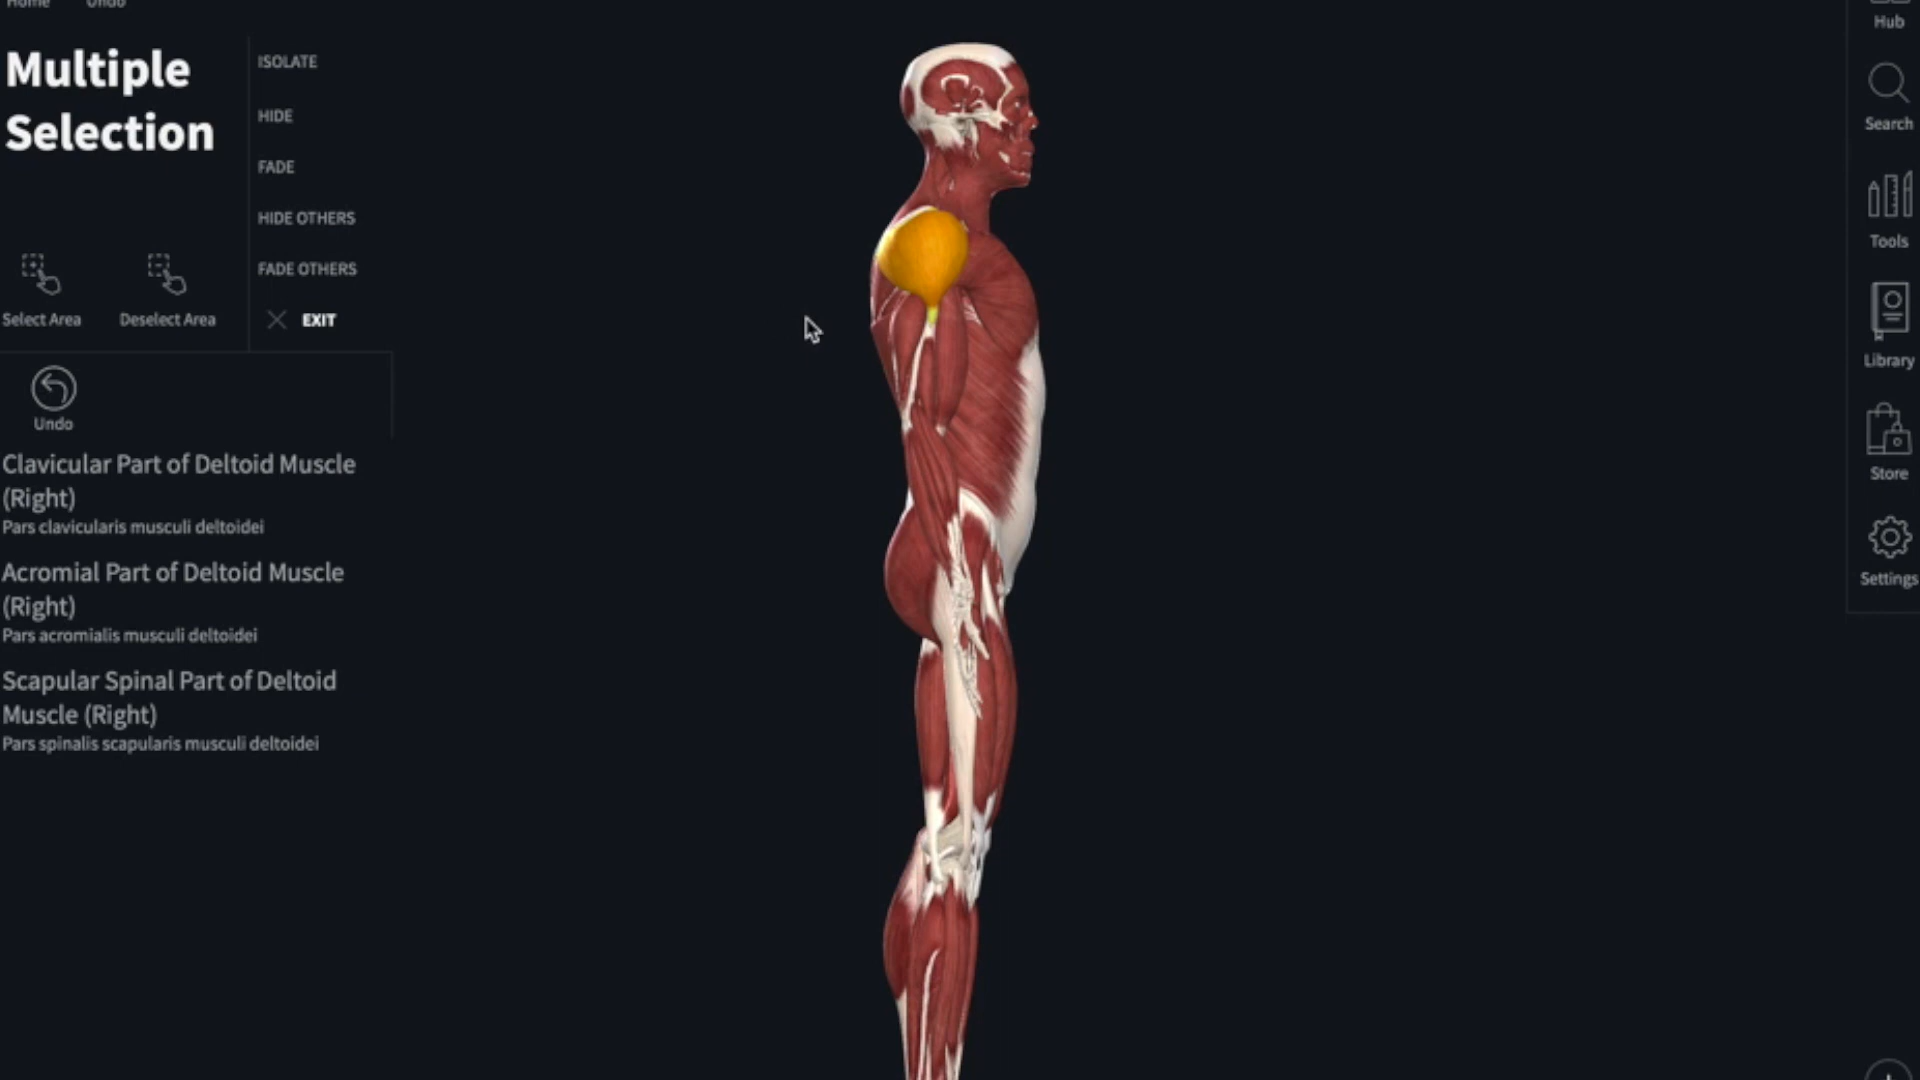 Home Undo
Multiple
Selection
ISOLATE
HIDE
FADE
HIDE OTHERS
FADE OTHERS
EXIT
Select Area
Deselect Area
Undo
Clavicular Part of Deltoid Muscle
(Right)
Pars clavicularis musculi deltoidei
Acromial Part of Deltoid Muscle
(Right)
Pars acromialis musculi deltoidei
Scapular Spinal Part of Deltoid
Muscle (Right)
Pars spinalis scapularis musculi deltoidei
Hub
Search
Tools
Library
Store
Settings